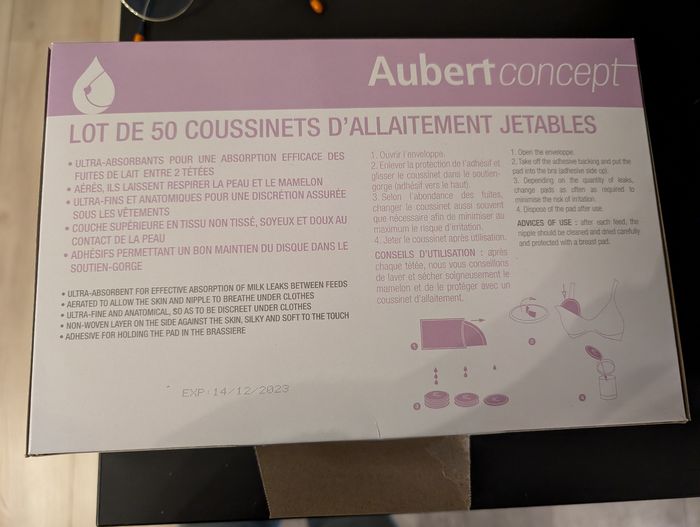 Aubert concept
LOT DE 50 COUSSINETS D'ALLAITEMENT JETABLES
• ULTRA-ABSORBANTS POUR UNE ABSORPTION EFFICACE DES
FUITES DE LAIT ENTRE 2 TÉTÉES
• AÉRÉS, ILS LAISSENT RESPIRER LA PEAU ET LE MAMELON
• ULTRA-FINS ET ANATOMIQUES POUR UNE DISCRÉTION ASSURÉE
SOUS LES VÊTEMENTS
• COUCHE SUPÉRIEURE EN TISSU NON TISSÉ, SOYEUX ET DOUX AU
CONTACT DE LA PEAU
• ADHÉSIFS PERMETTANT UN BON MAINTIEN DU DISQUE DANS LE
SOUTIEN-GORGE
• ULTRA-ABSORBENT FOR EFFECTIVE ABSORPTION OF MILK LEAKS BETWEEN FEEDS
• AERATED TO ALLOW THE SKIN AND NIPPLE TO BREATHE UNDER CLOTHES
• ULTRA-FINE AND ANATOMICAL, SO AS TO BE DISCREET UNDER CLOTHES
• NON-WOVEN LAYER ON THE SIDE AGAINST THE SKIN, SILKY AND SOFT TO THE TOUCH
• ADHESIVE FOR HOLDING THE PAD IN THE BRASSIERE
EXP: 14/12/2023
1. Ouvrir l'enveloppe.
2. Enlever la protection de l'adhésif et
glisser le coussinet dans le soutien-
gorge (adhésif vers le haut).
3. Selon l'abondance des fuites,
changer le coussinet aussi souvent
que nécessaire afin de minimiser au
maximum le risque d'irritation.
4. Jeter le coussinet après utilisation.
CONSEILS D'UTILISATION : après
chaque tétée, nous vous conseillons
de laver et sécher soigneusement le
mamelon et de le protéger avec un
coussinet d'allaitement.
1. Open the enveloppe.
2. Take off the adhesive backing and put the
pad into the bra (adhesive side op).
3. Depending on the quantity of leaks,
change pads as often as required to
minimise the risk of irritation.
4. Dispose of the pad after use.
ADVICES OF USE : after each feed, the
nipple should be cleaned and dried carefully
and protected with a breast pad.
1
2
3
4